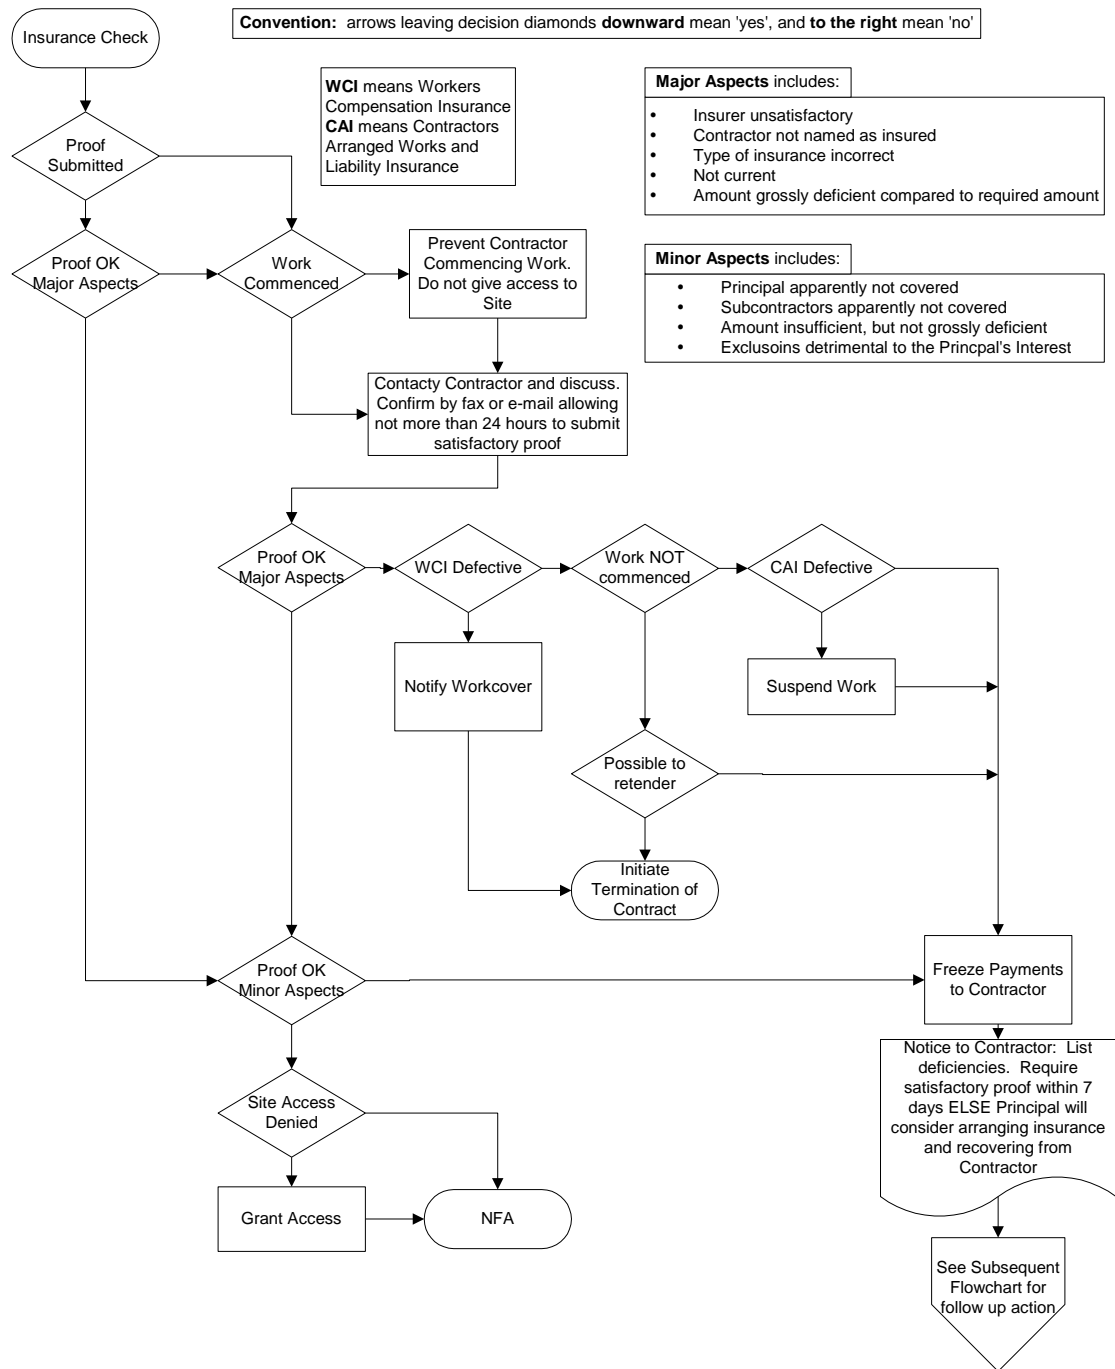 Convention: arrows leaving decision diamonds downward mean 'yes', and to the right mean 'no'
Insurance Check
WCI means Workers
Compensation Insurance
CAI means Contractors
Arranged Works and
Liability Insurance
Major Aspects includes:
• Insurer unsatisfactory
• Contractor not named as insured
• Type of insurance incorrect
• Not current
• Amount grossly deficient compared to required amount
Proof
Submitted
Proof OK
Major Aspects
Work
Commenced
Prevent Contractor
Commencing Work.
Do not give access to
Site
Minor Aspects includes:
• Principal apparently not covered
• Subcontractors apparently not covered
• Amount insufficient, but not grossly deficient
• Exclusoins detrimental to the Princpal's Interest
Contacty Contractor and discuss.
Confirm by fax or e-mail allowing
not more than 24 hours to submit
satisfactory proof
Proof OK
Major Aspects
WCI Defective
Work NOT
commenced
CAI Defective
Notify Workcover
Suspend Work
Possible to
retender
Initiate
Termination of
Contract
Proof OK
Minor Aspects
Freeze Payments
to Contractor
Notice to Contractor: List
deficiencies. Require
satisfactory proof within 7
days ELSE Principal will
consider arranging insurance
and recovering from
Contractor
Site Access
Denied
Grant Access
NFA
See Subsequent
Flowchart for
follow up action